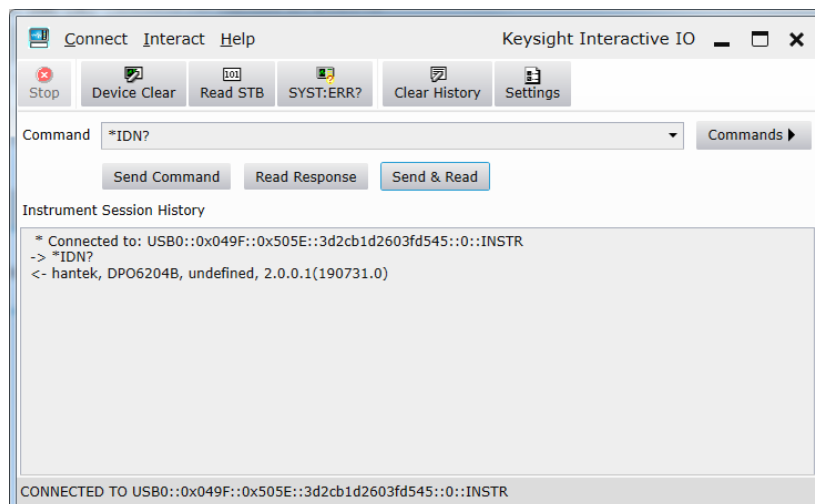 Connect Interact Help Keysight Interactive IO
Stop Device Clear Read STB SYST:ERR? Clear History Settings
Command *IDN? Commands
Send Command Read Response Send & Read
Instrument Session History
* Connected to: USB0::0x049F::0x505E::3d2cb1d2603fd545::0::INSTR
-> *IDN?
<- hantek, DPO6204B, undefined, 2.0.0.1(190731.0)
CONNECTED TO USB0::0x049F::0x505E::3d2cb1d2603fd545::0::INSTR